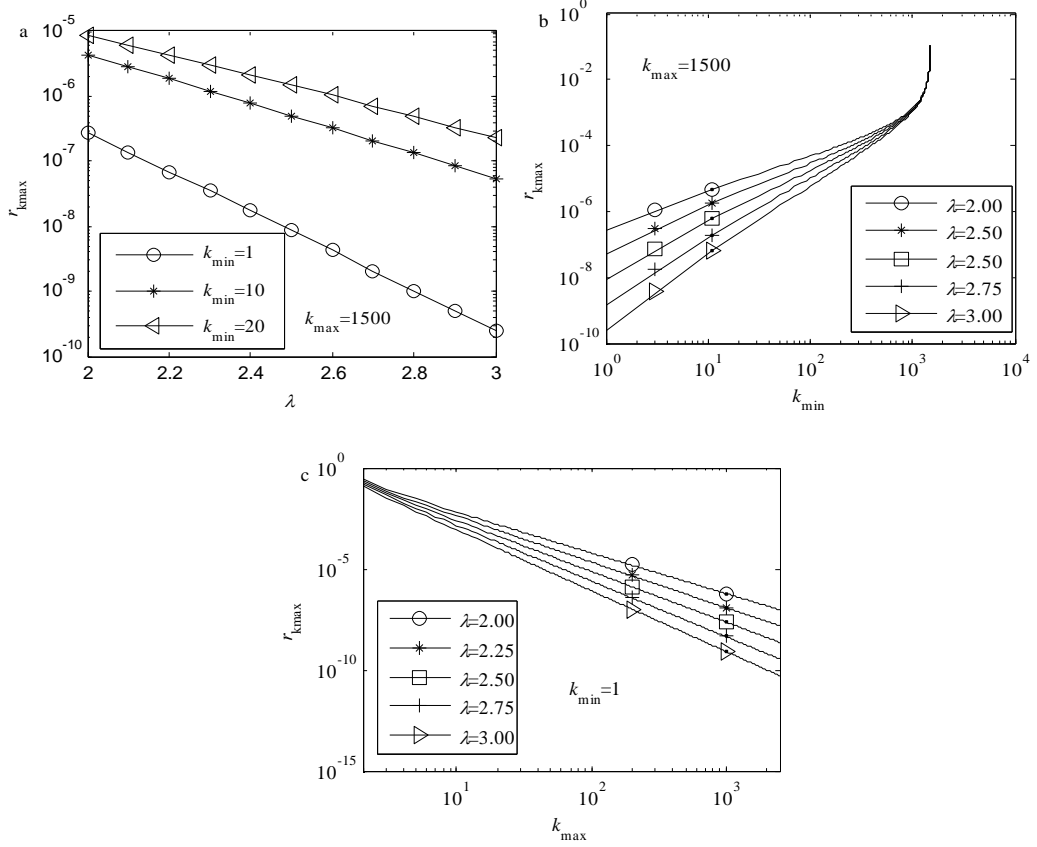 a
10^-5
10^-6
10^-7
10^-8
10^-9
10^-10
r_kmax
k_min=1
k_min=10
k_min=20
k_max=1500
2 2.2 2.4 2.6 2.8 3
λ
b
10^0
10^-2
10^-4
10^-6
10^-8
10^-10
r_kmax
k_max=1500
λ=2.00
λ=2.50
λ=2.50
λ=2.75
λ=3.00
10^0 10^1 10^2 10^3 10^4
k_min
c
10^0
10^-5
10^-10
10^-15
r_kmax
λ=2.00
λ=2.25
λ=2.50
λ=2.75
λ=3.00
k_min=1
10^1 10^2 10^3
k_max